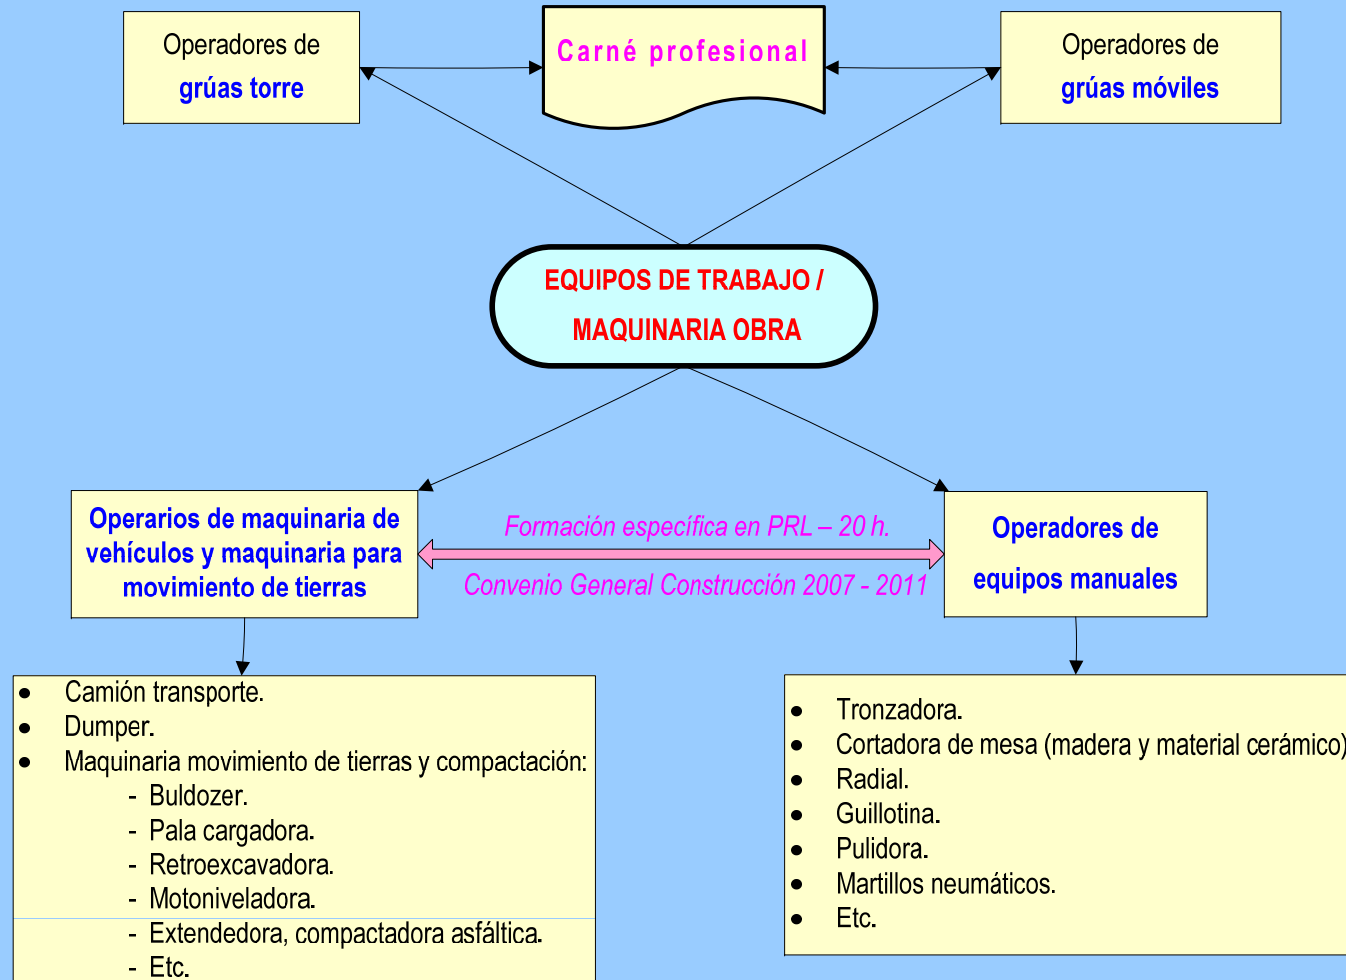 Operadores de
grúas torre
Carné profesional
Operadores de
grúas móviles
EQUIPOS DE TRABAJO /
MAQUINARIA OBRA
Operarios de maquinaria de
vehículos y maquinaria para
movimiento de tierras
Formación específica en PRL – 20 h.
Convenio General Construcción 2007 - 2011
Operadores de
equipos manuales
• Camión transporte.
• Dumper.
• Maquinaria movimiento de tierras y compactación:
- Buldozer.
- Pala cargadora.
- Retroexcavadora.
- Motoniveladora.
- Extendedora, compactadora asfáltica.
- Etc.
• Tronzadora.
• Cortadora de mesa (madera y material cerámico)
• Radial.
• Guillotina.
• Pulidora.
• Martillos neumáticos.
• Etc.